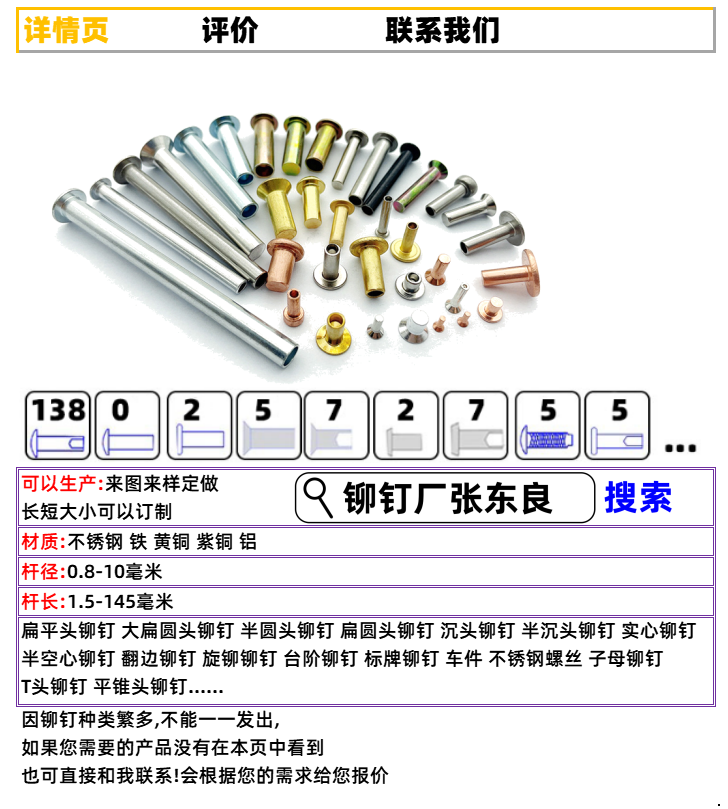 详情页 评价 联系我们
138 0 2 5 7 2 7 5 5 ...
可以生产:来图来样定做
长短大小可以订制
铆钉厂张东良 搜索
材质:不锈钢 铁 黄铜 紫铜 铝
杆径:0.8-10毫米
杆长:1.5-145毫米
扁平头铆钉 大扁圆头铆钉 半圆头铆钉 扁圆头铆钉 沉头铆钉 半沉头铆钉 实心铆钉
半空心铆钉 翻边铆钉 旋铆铆钉 台阶铆钉 标牌铆钉 车件 不锈钢螺丝 子母铆钉
T头铆钉 平锥头铆钉......
因铆钉种类繁多,不能一一发出,
如果您需要的产品没有在本页中看到
也可直接和我联系!会根据您的需求给您报价